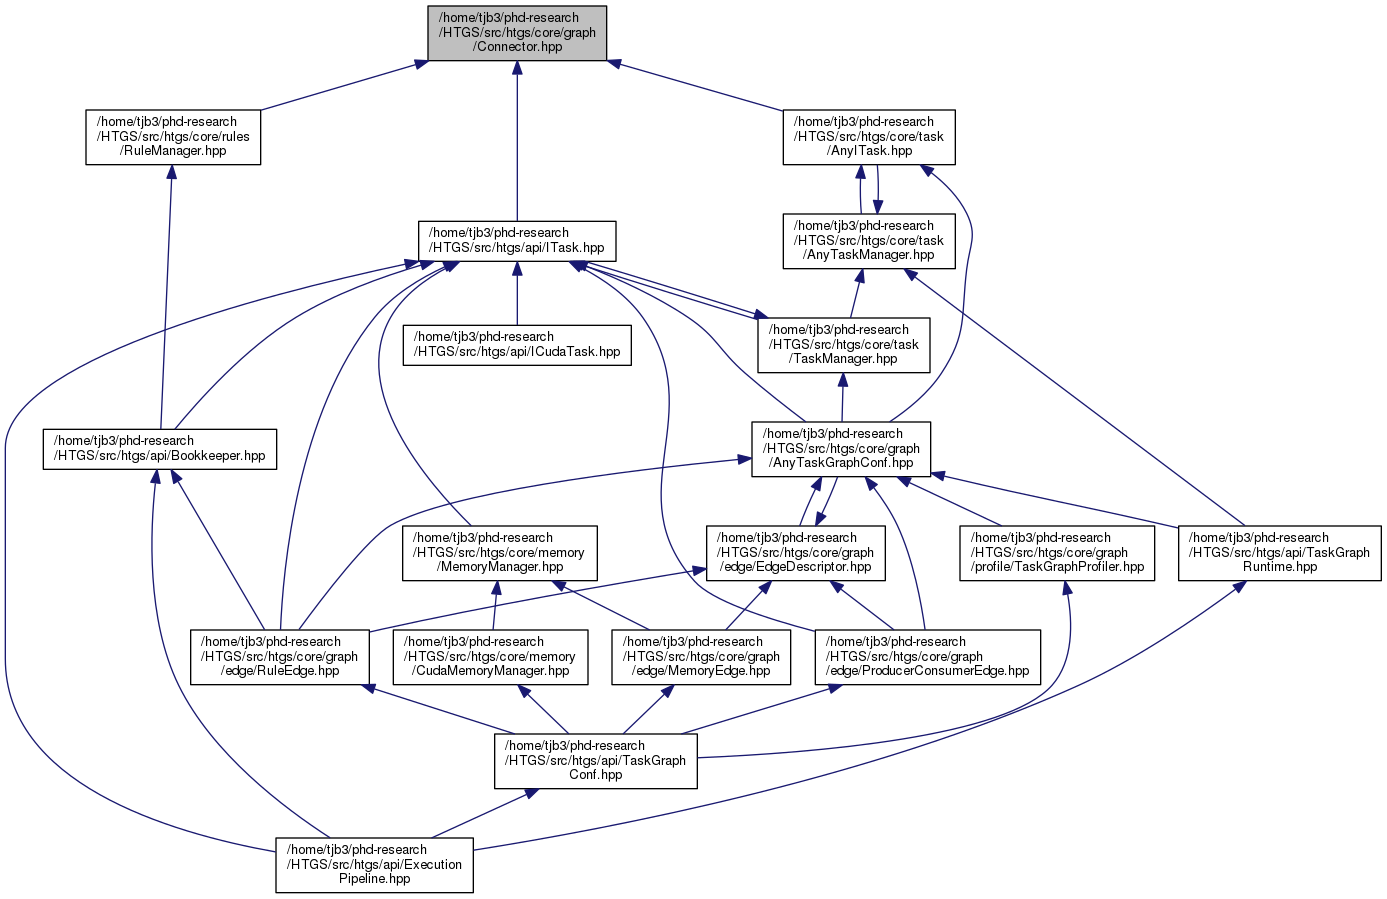 /home/tjb3/phd-research
/HTGS/src/htgs/core/graph
/Connector.hpp
/home/tjb3/phd-research
/HTGS/src/htgs/core/rules
/RuleManager.hpp
/home/tjb3/phd-research
/HTGS/src/htgs/core/task
/AnyITask.hpp
/home/tjb3/phd-research
/HTGS/src/htgs/api/ITask.hpp
/home/tjb3/phd-research
/HTGS/src/htgs/core/task
/AnyTaskManager.hpp
/home/tjb3/phd-research
/HTGS/src/htgs/api/ICudaTask.hpp
/home/tjb3/phd-research
/HTGS/src/htgs/core/task
/TaskManager.hpp
/home/tjb3/phd-research
/HTGS/src/htgs/api/Bookkeeper.hpp
/home/tjb3/phd-research
/HTGS/src/htgs/core/graph
/AnyTaskGraphConf.hpp
/home/tjb3/phd-research
/HTGS/src/htgs/core/memory
/MemoryManager.hpp
/home/tjb3/phd-research
/HTGS/src/htgs/core/graph
/edge/EdgeDescriptor.hpp
/home/tjb3/phd-research
/HTGS/src/htgs/core/graph
/profile/TaskGraphProfiler.hpp
/home/tjb3/phd-research
/HTGS/src/htgs/api/TaskGraph
Runtime.hpp
/home/tjb3/phd-research
/HTGS/src/htgs/core/graph
/edge/RuleEdge.hpp
/home/tjb3/phd-research
/HTGS/src/htgs/core/memory
/CudaMemoryManager.hpp
/home/tjb3/phd-research
/HTGS/src/htgs/core/graph
/edge/MemoryEdge.hpp
/home/tjb3/phd-research
/HTGS/src/htgs/core/graph
/edge/ProducerConsumerEdge.hpp
/home/tjb3/phd-research
/HTGS/src/htgs/api/TaskGraph
Conf.hpp
/home/tjb3/phd-research
/HTGS/src/htgs/api/Execution
Pipeline.hpp